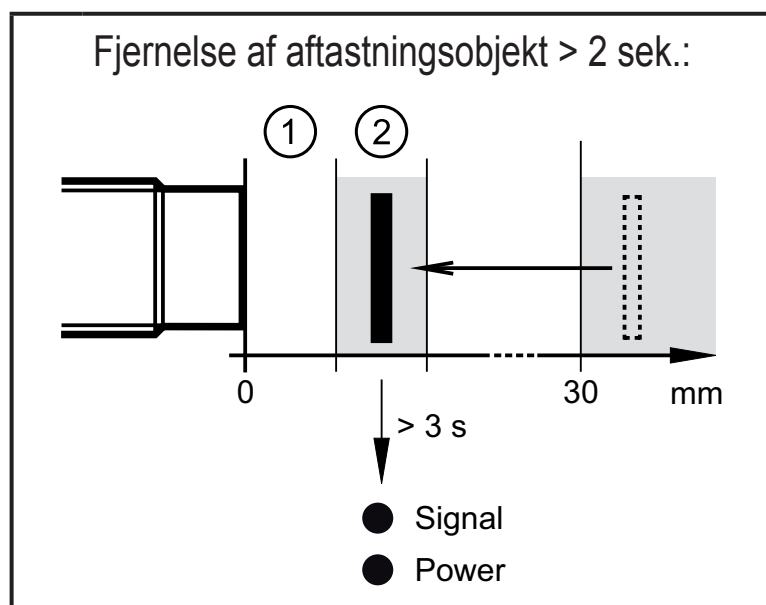 Fjernelse af aftastningsobjekt > 2 sek.:
1 2
0 30 mm
> 3 s
Signal
Power